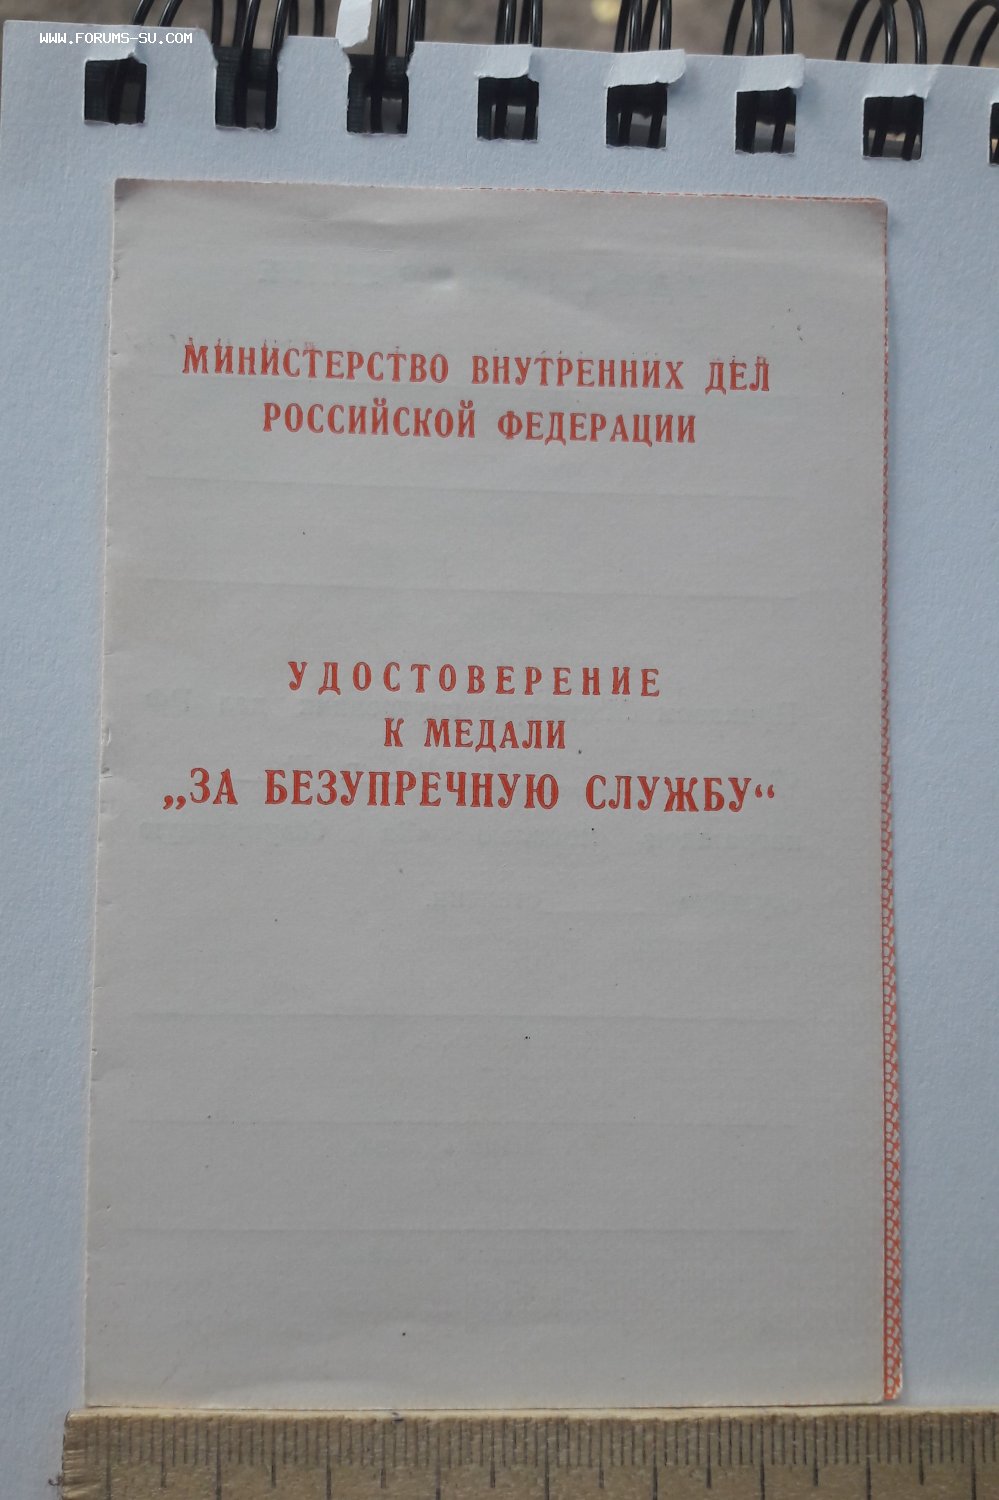 WWW.FORUMS-SU.COM
МИНИСТЕРСТВО ВНУТРЕННИХ ДЕЛ
РОССИЙСКОЙ ФЕДЕРАЦИИ
УДОСТОВЕРЕНИЕ
К МЕДАЛИ
„ЗА БЕЗУПРЕЧНУЮ СЛУЖБУ“